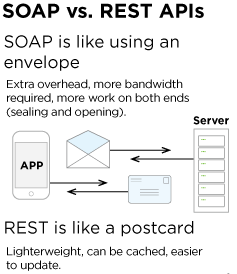 SOAP vs. REST APIs
SOAP is like using an
envelope
Extra overhead, more bandwidth
required, more work on both ends
(sealing and opening).
Server
APP
REST is like a postcard
Lighterweight, can be cached, easier
to update.